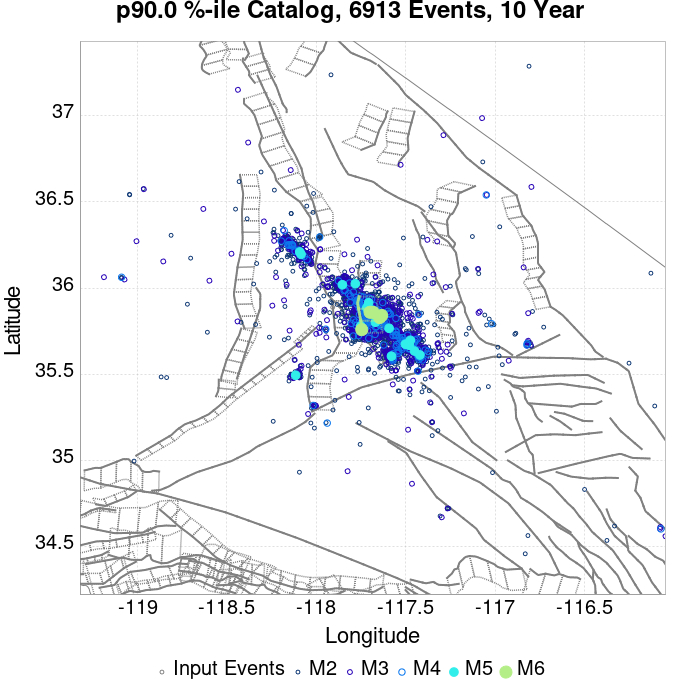 p90.0 %-ile Catalog, 6913 Events, 10 Year
37
36.5
36
35.5
35
34.5
Latitude
-119
-118.5
-118
-117.5
-117
-116.5
Longitude
Input Events
M2
M3
M4
M5
M6